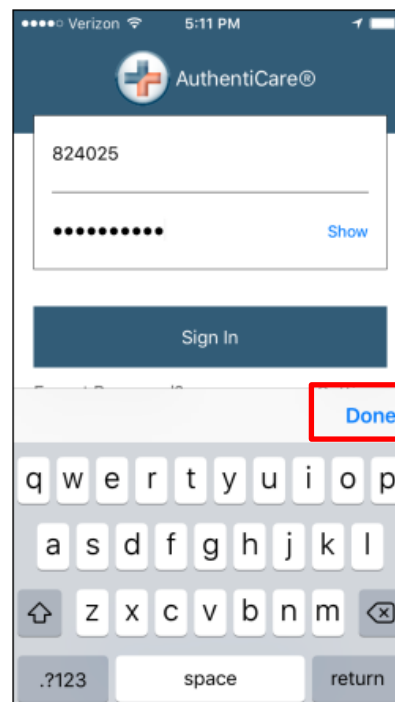 Verizon 5:11 PM
AuthentiCare®
824025
●●●●●●●●●● Show
Sign In
Done
q w e r t y u i o p
a s d f g h j k l
z x c v b n m
.?123 space return